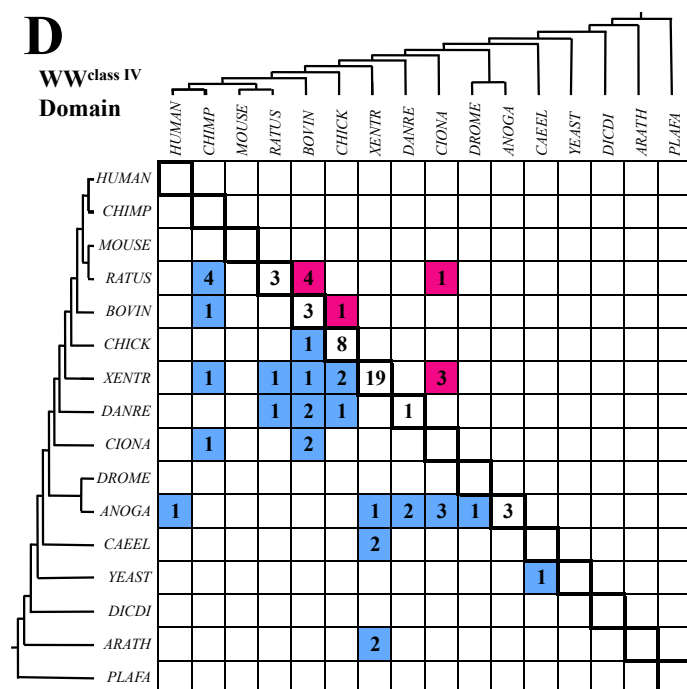 D
WW class IV
Domain
HUMAN CHIMP MOUSE RATUS BOVIN CHICK XENTR DANRE CIONA DROME ANOGA CAEEL YEAST DICDI ARATH PLAFA
HUMAN
CHIMP
MOUSE
RATUS 4 3 4 1
BOVIN 1 3 1
CHICK 1 8
XENTR 1 1 1 2 19 3
DANRE 1 2 1 1
CIONA 1 2
DROME
ANOGA 1 1 2 3 1 3
CAEEL 2
YEAST 1
DICDI
ARATH 2
PLAFA